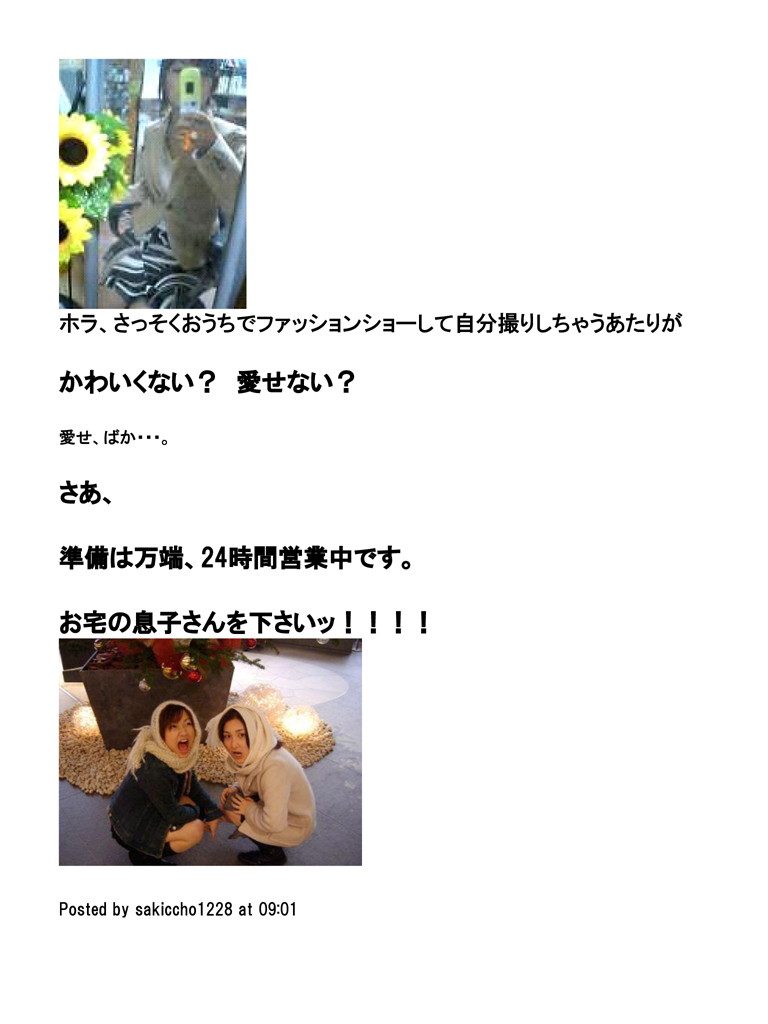 ホラ、さっそくおうちでファッションショーして自分撮りしちゃうあたりが
かわいくない？　愛せない？
愛せ、ばか・・・。
さあ、
準備は万端、24時間営業中です。
お宅の息子さんを下さいッ！！！！
Posted by sakiccho1228 at 09:01